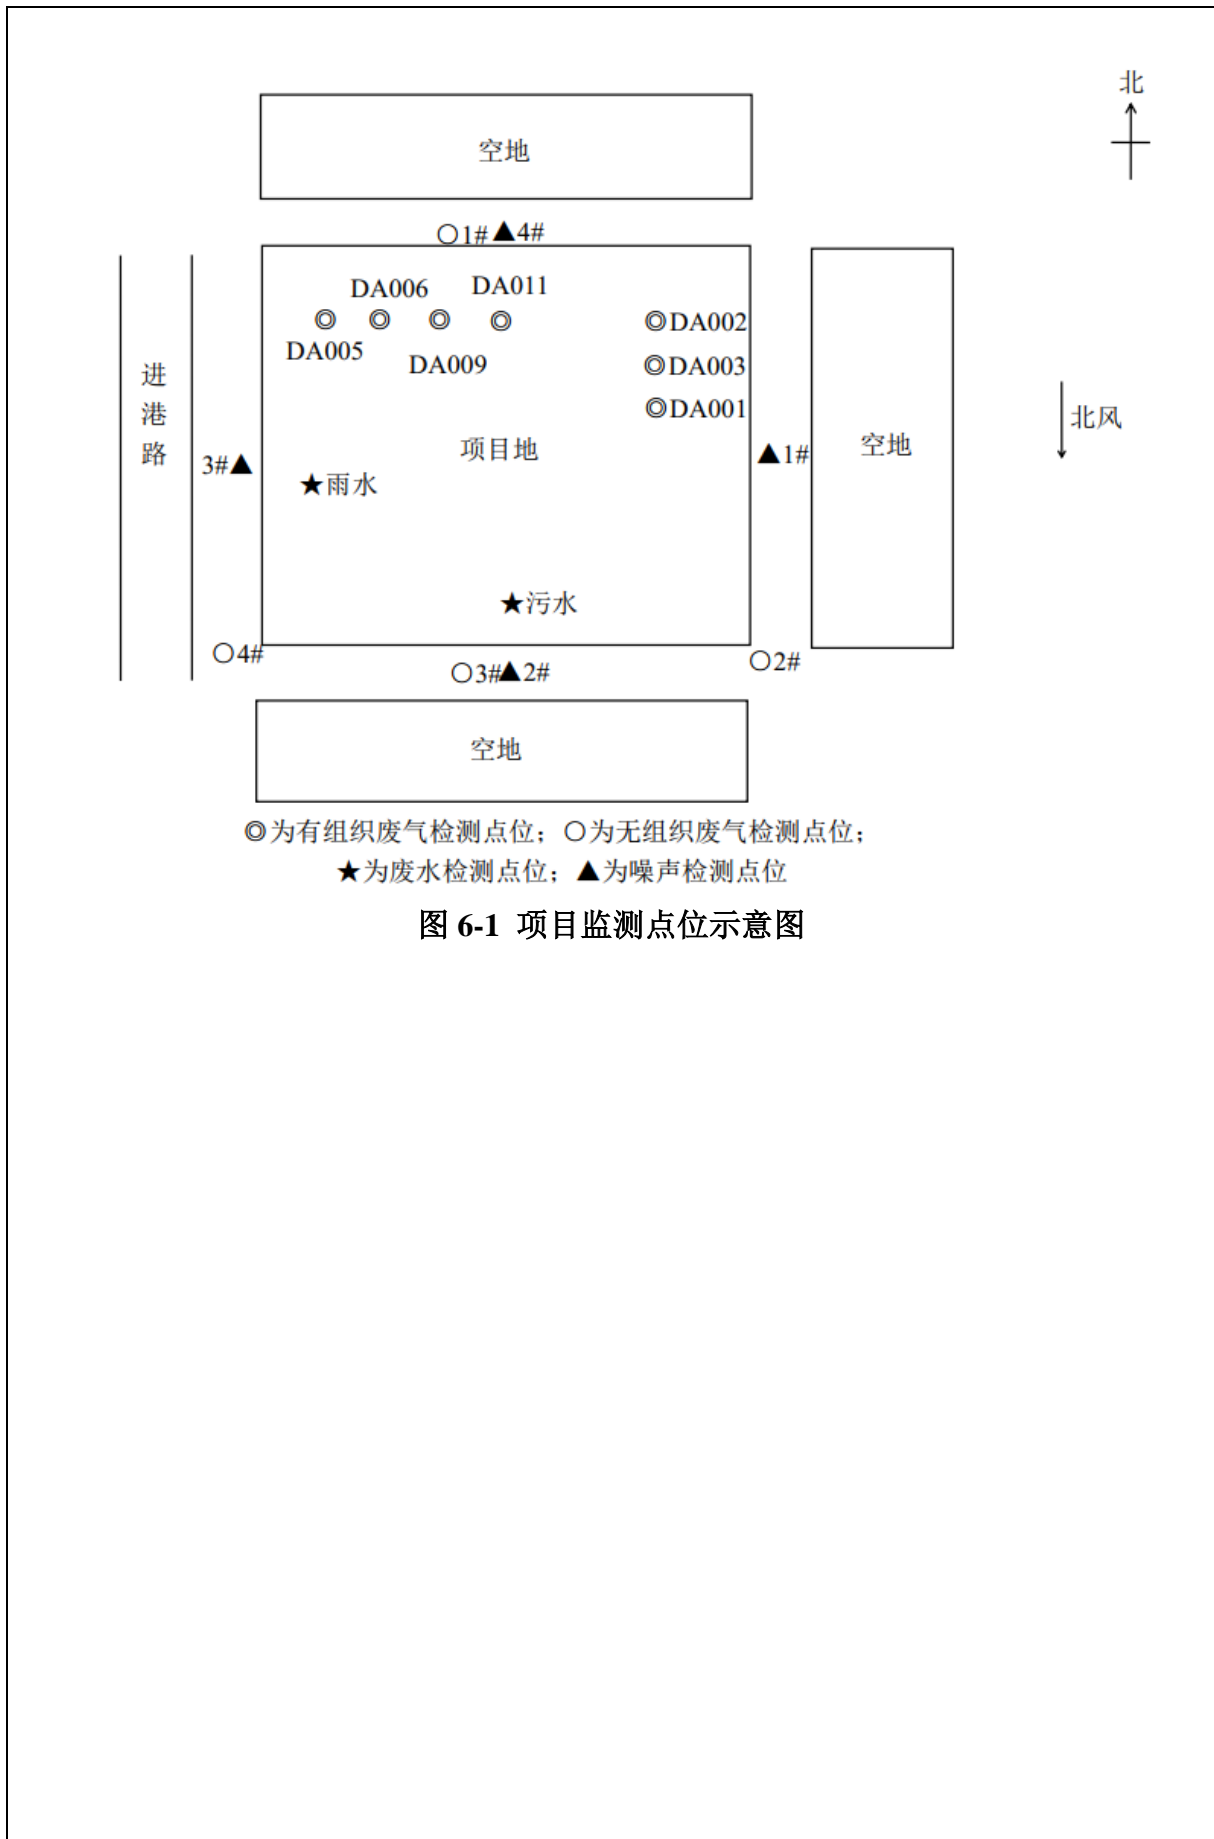 北
空地
○1#▲4#
DA006
DA011
DA005
DA009
◎DA002
◎DA003
◎DA001
进
港
路
项目地
3#▲
▲1#
空地
北风
★雨水
★污水
○4#
○3#▲2#
○2#
空地
◎为有组织废气检测点位；○为无组织废气检测点位；
★为废水检测点位；▲为噪声检测点位
图 6-1 项目监测点位示意图